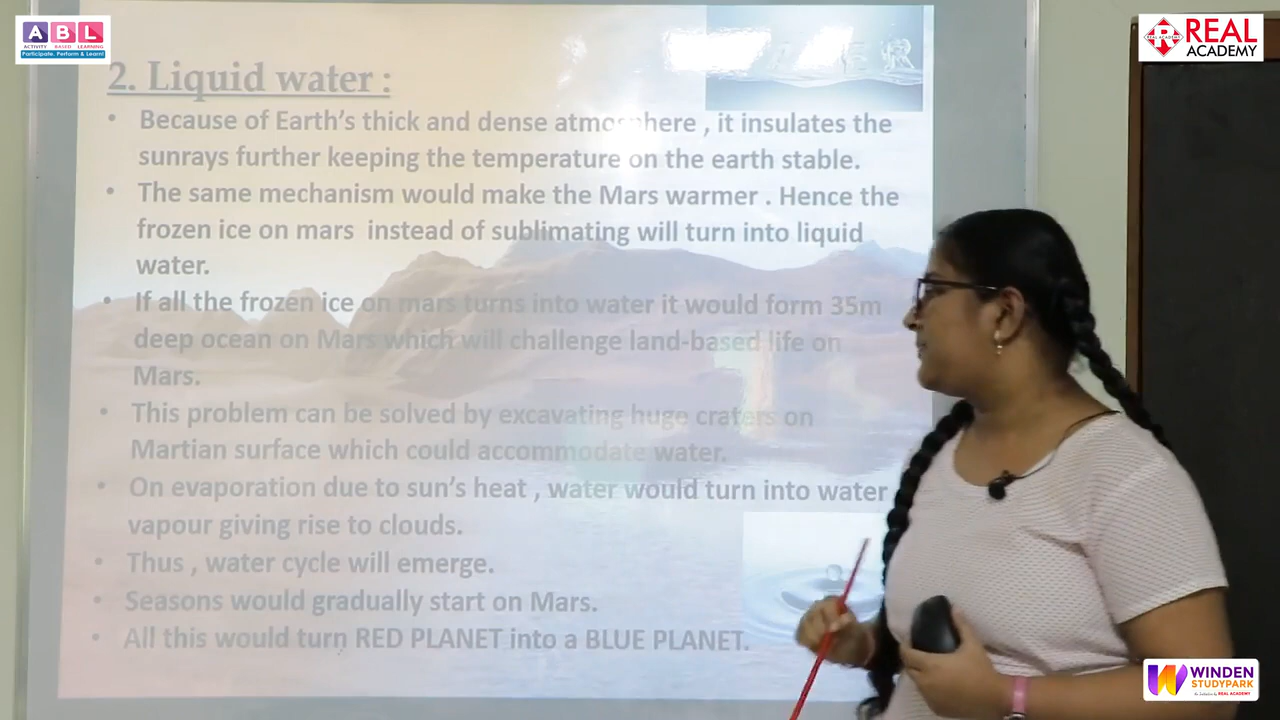 ABL
ACTIVITY BASED LEARNING
Participate. Perform & Learn!
REAL ACADEMY
REAL
ACADEMY
2. Liquid water :
• Because of Earth's thick and dense atmosphere , it insulates the
sunrays further keeping the temperature on the earth stable.
• The same mechanism would make the Mars warmer . Hence the
frozen ice on mars instead of sublimating will turn into liquid
water.
• If all the frozen ice on mars turns into water it would form 35m
deep ocean on Mars which will challenge land-based life on
Mars.
• This problem can be solved by excavating huge craters on
Martian surface which could accommodate water.
• On evaporation due to sun's heat , water would turn into water
vapour giving rise to clouds.
• Thus , water cycle will emerge.
• Seasons would gradually start on Mars.
• All this would turn RED PLANET into a BLUE PLANET.
WINDEN
STUDYPARK
REAL ACADEMY